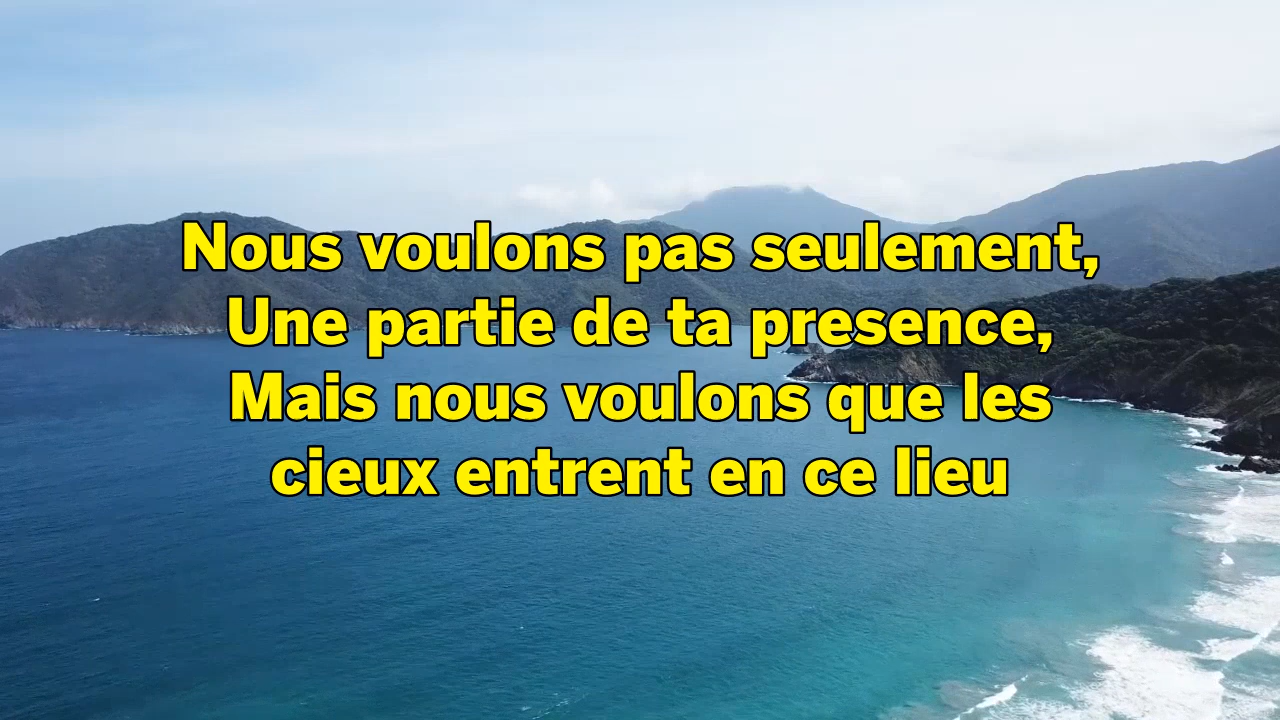 Nous voulons pas seulement,
Une partie de ta presence,
Mais nous voulons que les
cieux entrent en ce lieu